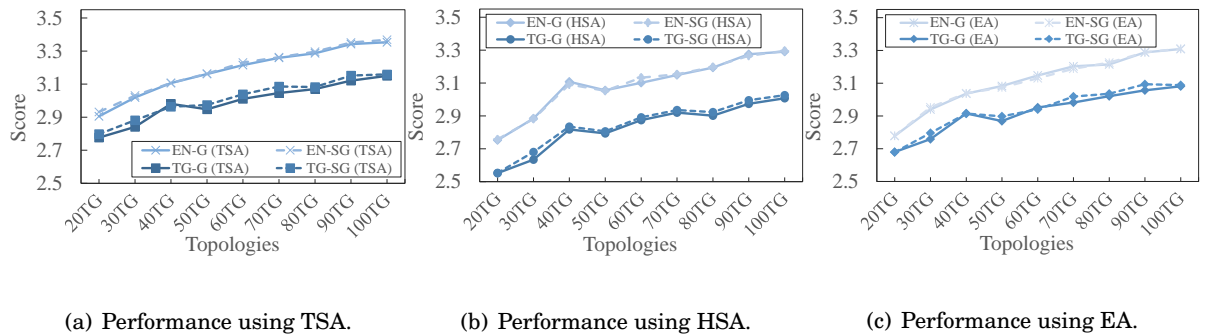 3.5
3.3
3.1
2.9
2.7
2.5
Score
EN-G (TSA)
EN-SG (TSA)
TG-G (TSA)
TG-SG (TSA)
20TG
30TG
40TG
50TG
60TG
70TG
80TG
90TG
100TG
Topologies
(a) Performance using TSA.
3.5
3.3
3.1
2.9
2.7
2.5
Score
EN-G (HSA)
EN-SG (HSA)
TG-G (HSA)
TG-SG (HSA)
20TG
30TG
40TG
50TG
60TG
70TG
80TG
90TG
100TG
Topologies
(b) Performance using HSA.
3.5
3.3
3.1
2.9
2.7
2.5
Score
EN-G (EA)
EN-SG (EA)
TG-G (EA)
TG-SG (EA)
20TG
30TG
40TG
50TG
60TG
70TG
80TG
90TG
100TG
Topologies
(c) Performance using EA.